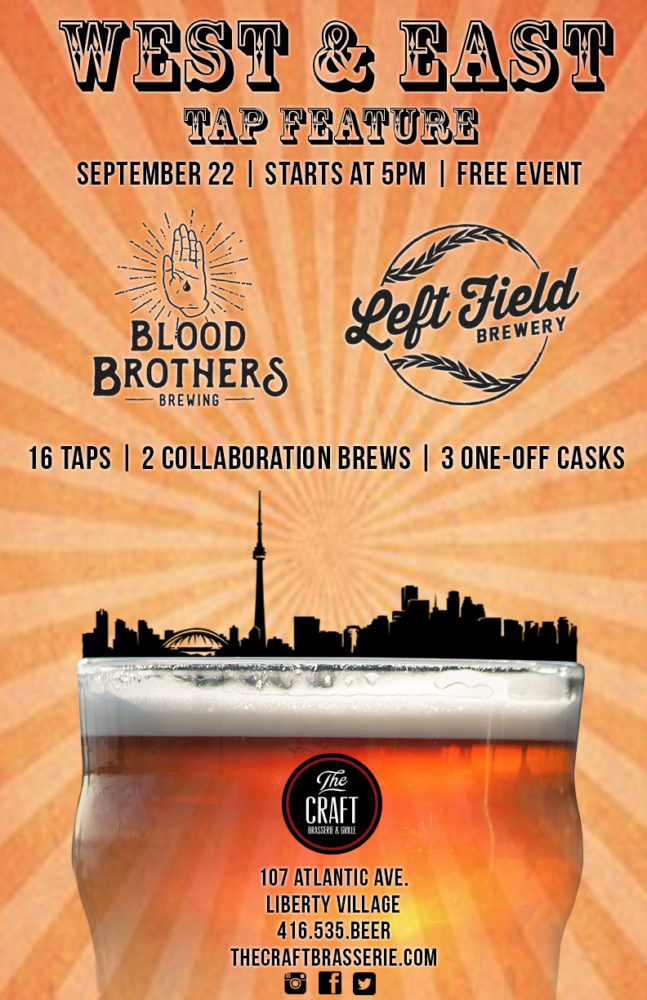 WEST & EAST
TAP FEATURE
SEPTEMBER 22 | STARTS AT 5PM | FREE EVENT
BLOOD
BROTHERS
BREWING
Left Field
BREWERY
16 TAPS | 2 COLLABORATION BREWS | 3 ONE-OFF CASKS
The
CRAFT
BRASSERIE & GRILLE
107 ATLANTIC AVE.
LIBERTY VILLAGE
416.535.BEER
THECRAFTBRASSERIE.COM